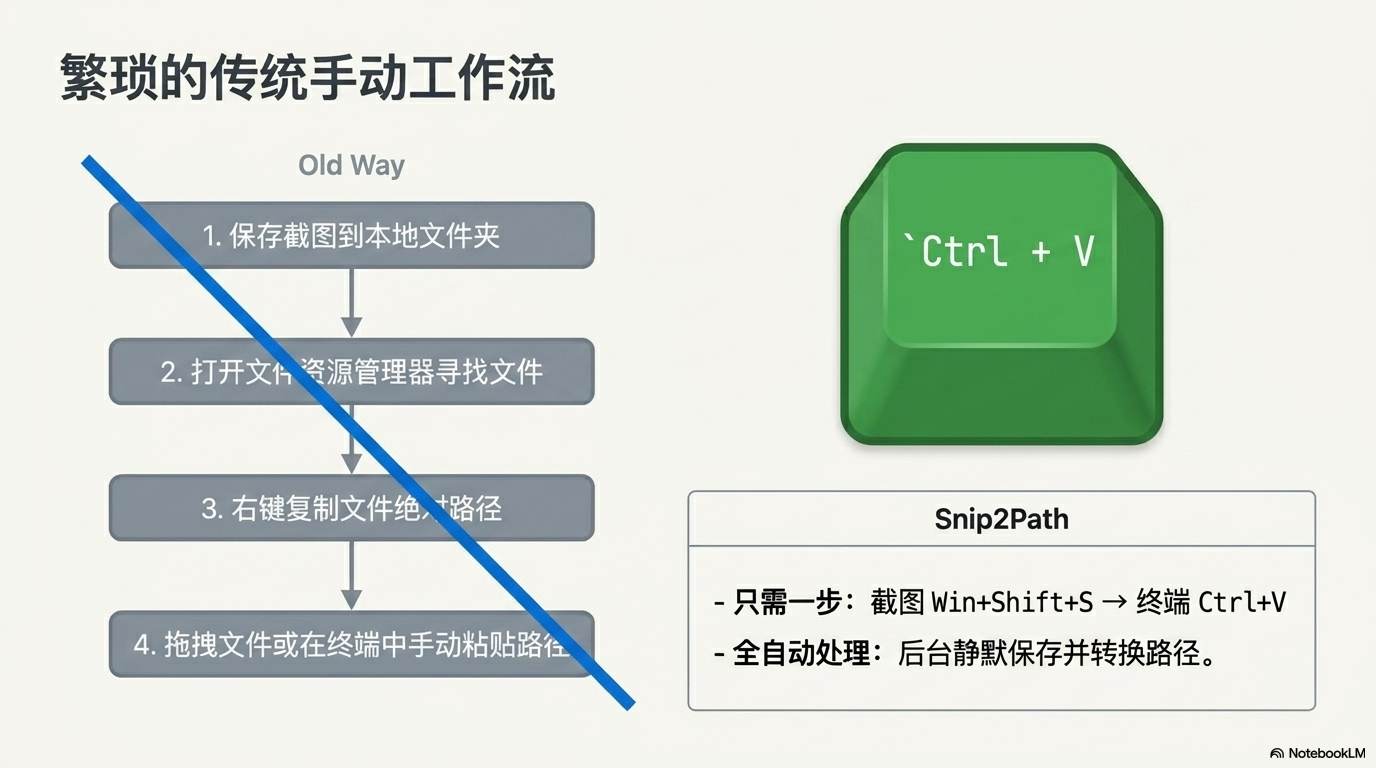 繁琐的传统手动工作流
Old Way
1. 保存截图到本地文件夹
2. 打开文件资源管理器寻找文件
3. 右键复制文件绝对路径
4. 拖拽文件或在终端中手动粘贴路径
`Ctrl + V
Snip2Path
- 只需一步：截图 Win+Shift+S → 终端 Ctrl+V
- 全自动处理：后台静默保存并转换路径。
NotebookLM